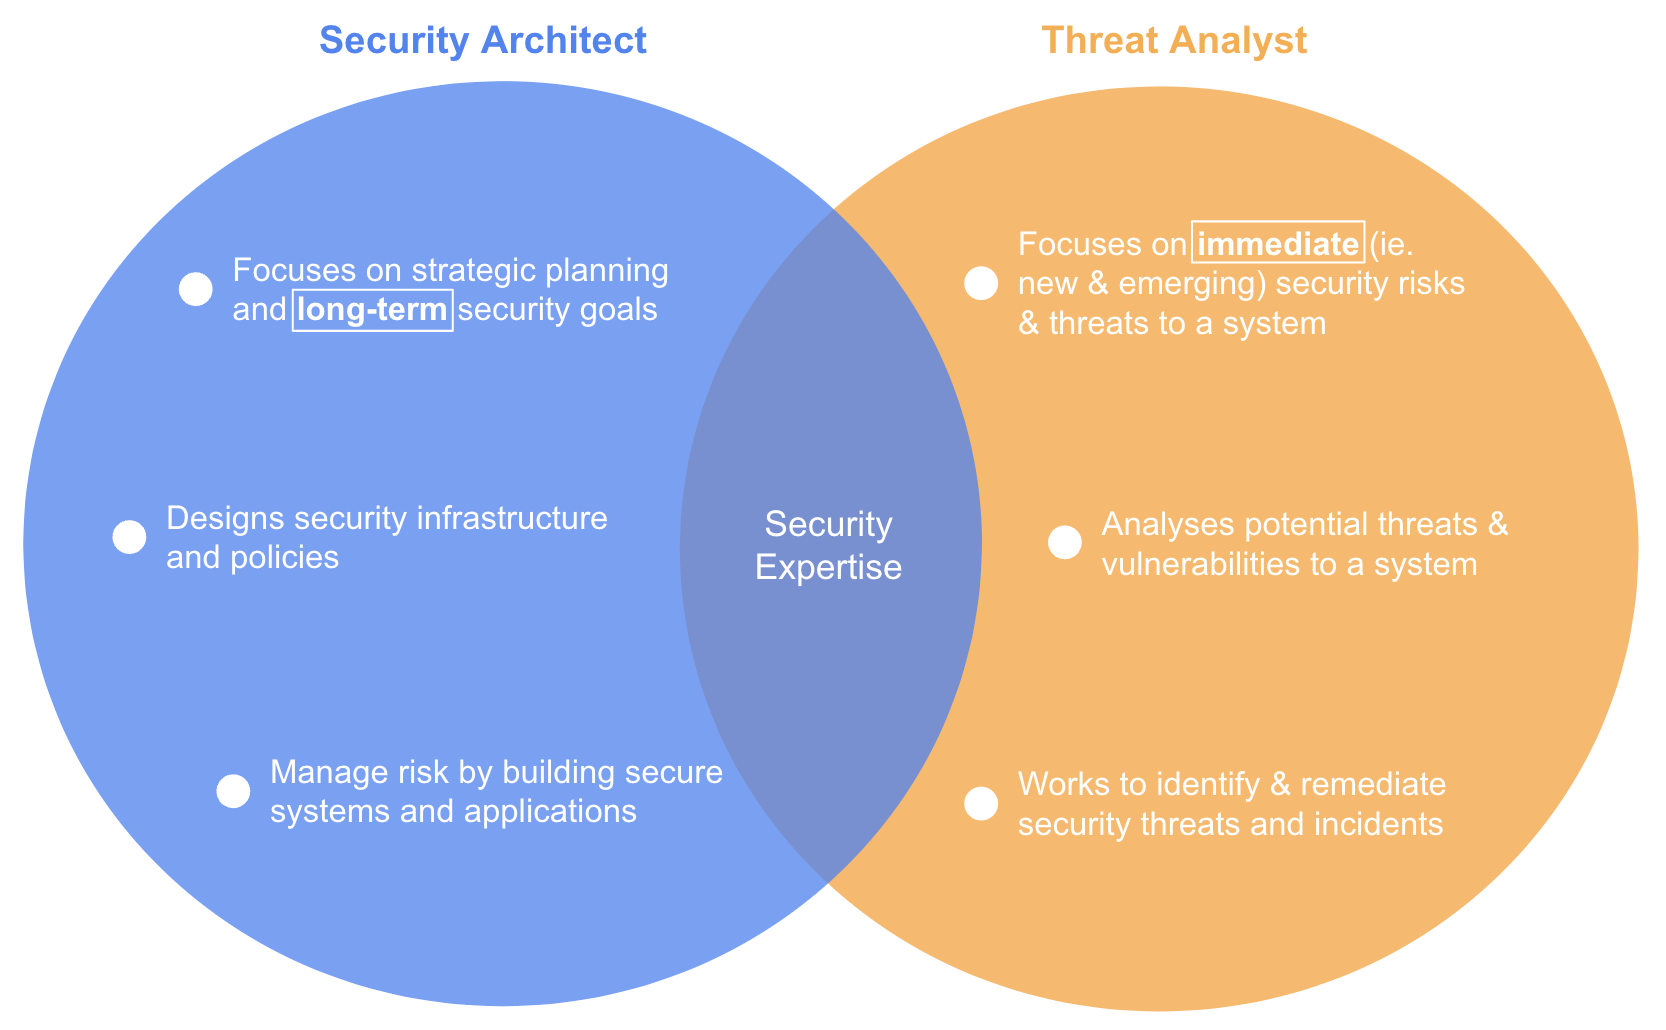 Security Architect
Threat Analyst
Focuses on strategic planning
and long-term security goals
Designs security infrastructure
and policies
Manage risk by building secure
systems and applications
Security
Expertise
Focuses on immediate (ie.
new & emerging) security risks
& threats to a system
Analyses potential threats &
vulnerabilities to a system
Works to identify & remediate
security threats and incidents